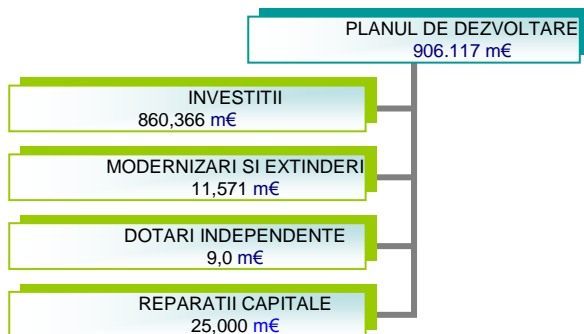 PLANUL DE DEZVOLTARE
906.117 m€
INVESTITII
860,366 m€
MODERNIZARI SI EXTINDERI
11,571 m€
DOTARI INDEPENDENTE
9,0 m€
REPARATII CAPITALE
25,000 m€